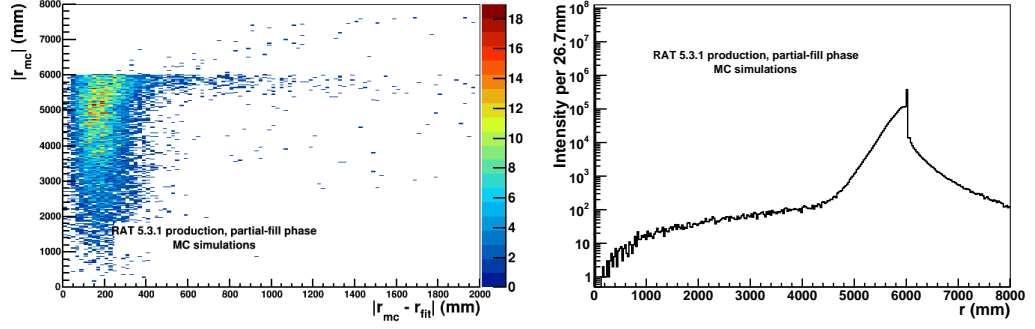 |r_mc| (mm)
8000
7000
6000
5000
4000
3000
2000
1000
0
RAT 5.3.1 production, partial-fill phase
MC simulations
0 200 400 600 800 1000 1200 1400 1600 1800 2000
|r_mc - r_fit| (mm)
18
16
14
12
10
8
6
4
2
0
Intensity per 26.7mm
10^8
10^7
10^6
10^5
10^4
10^3
10^2
10
1
RAT 5.3.1 production, partial-fill phase
MC simulations
0 1000 2000 3000 4000 5000 6000 7000 8000
r (mm)